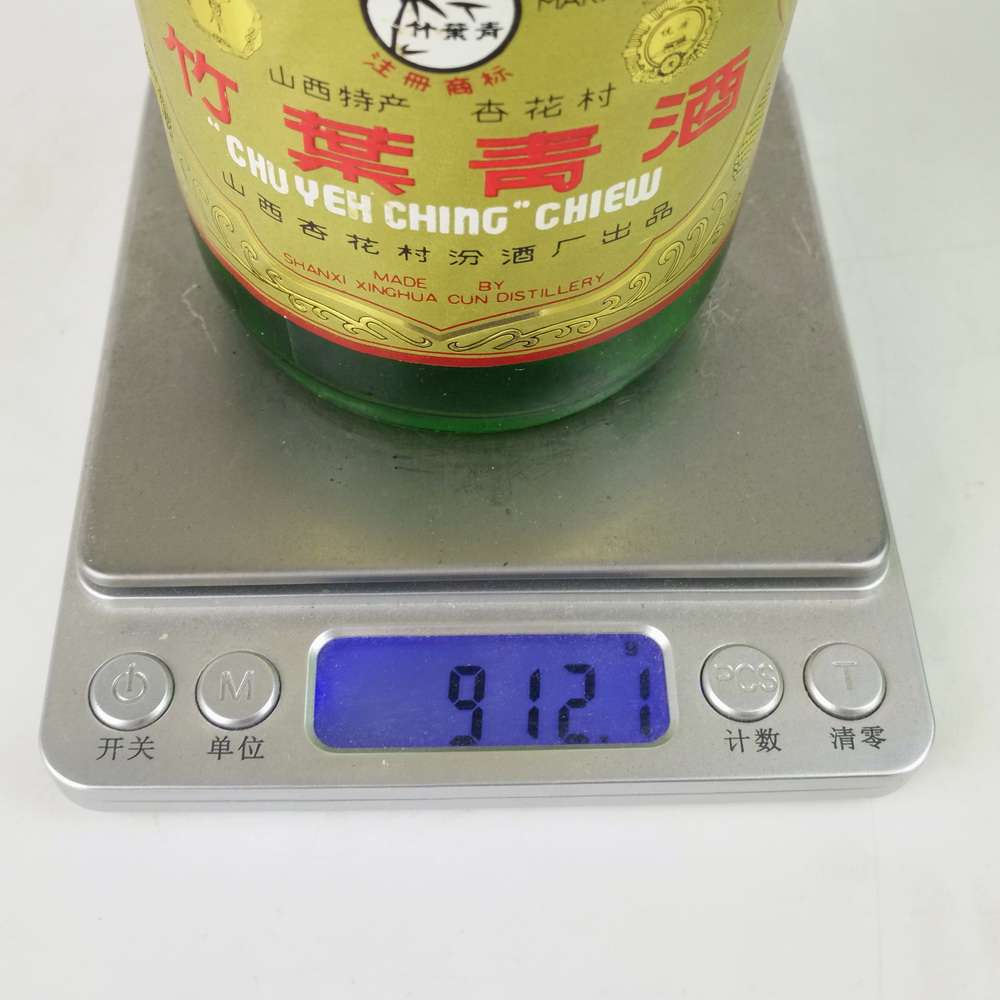 竹葉青
注冊商标
山西特产 杏花村
竹葉青酒
"CHU YEH CHING" CHIEW
山西杏花村汾酒厂出品
MADE BY
SHANXI XINGHUA CUN DISTILLERY
g
912.1
M
PCS
T
开关
单位
计数
清零